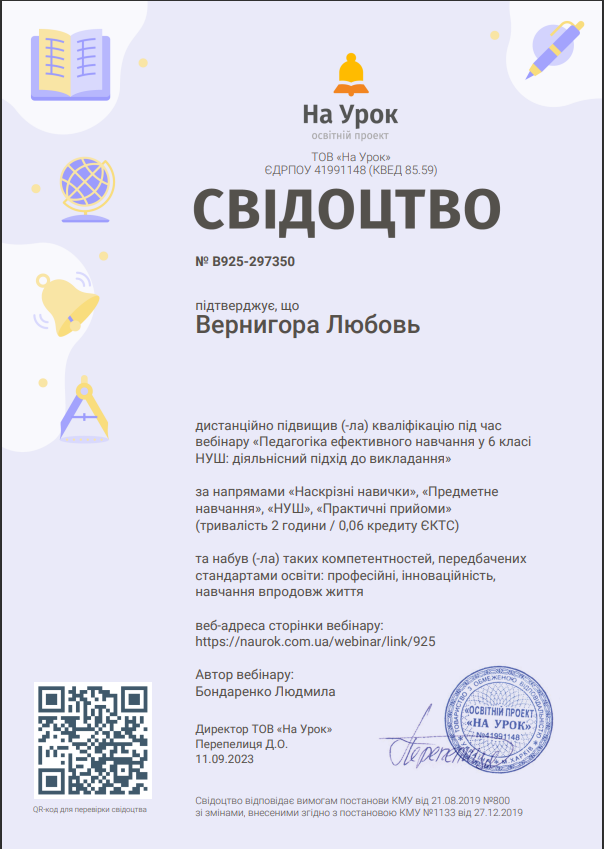 На Урок
освітній проект
ТОВ «На Урок»
ЄДРПОУ 41991148 (КВЕД 85.59)
СВІДОЦТВО
№ B925-297350
підтверджує, що
Вернигора Любовь
дистанційно підвищив (-ла) кваліфікацію під час
вебінару «Педагогіка ефективного навчання у 6 класі
НУШ: діяльнісний підхід до викладання»
за напрямами «Наскрізні навички», «Предметне
навчання», «НУШ», «Практичні прийоми»
(тривалість 2 години / 0,06 кредиту ЄКТС)
та набув (-ла) таких компетентностей, передбачених
стандартами освіти: професійні, інноваційність,
навчання впродовж життя
веб-адреса сторінки вебінару:
https://naurok.com.ua/webinar/link/925
Автор вебінару:
Бондаренко Людмила
Директор ТОВ «На Урок»
Перепелиця Д.О.
11.09.2023
ТОВАРИСТВО З ОБМЕЖЕНОЮ ВІДПОВІДАЛЬНІСТЮ
«ОСВІТНІЙ ПРОЕКТ
«НА УРОК»
№41991148
М.ХАРКІВ
QR-код для перевірки свідоцтва
Свідоцтво відповідає вимогам постанови КМУ від 21.08.2019 №800
зі змінами, внесеними згідно з постановою КМУ №1133 від 27.12.2019